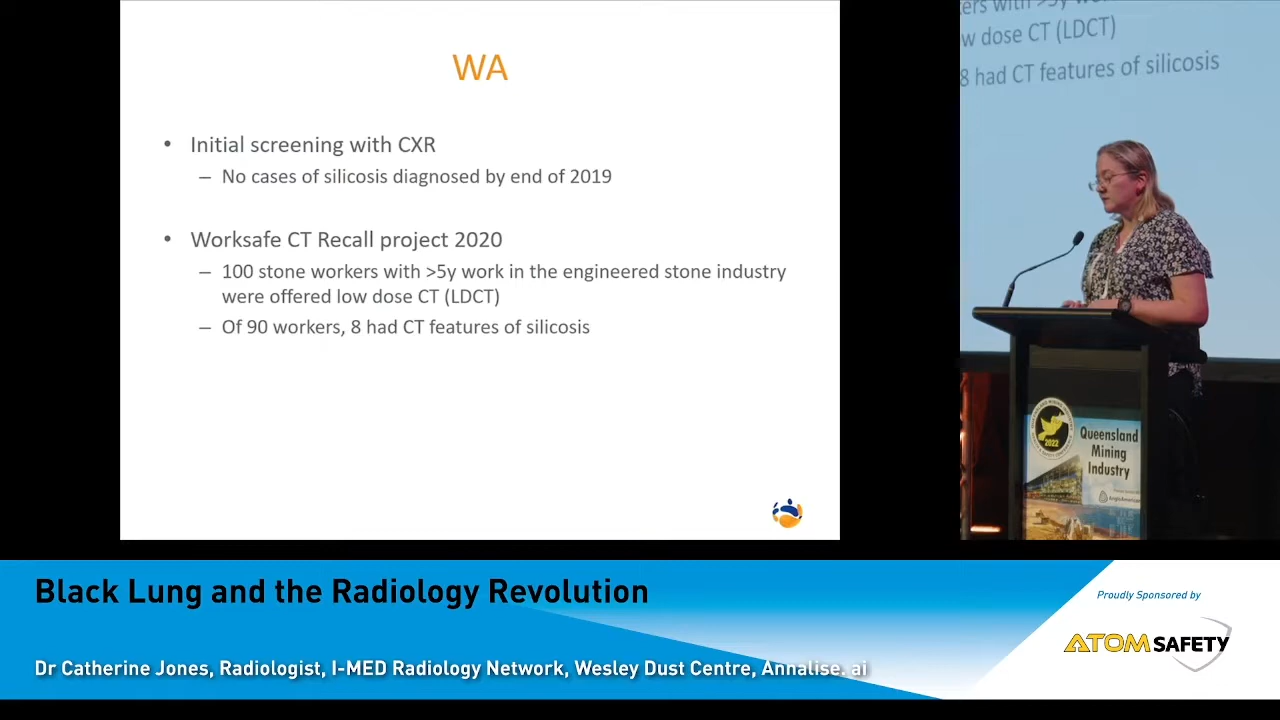 WA
• Initial screening with CXR
– No cases of silicosis diagnosed by end of 2019
• Worksafe CT Recall project 2020
– 100 stone workers with >5y work in the engineered stone industry
were offered low dose CT (LDCT)
– Of 90 workers, 8 had CT features of silicosis
with >5y
w dose CT (LDCT)
8 had CT features of silicosis
2022
Queensland
Mining
Industry
AngloAmerican
Black Lung and the Radiology Revolution
Dr Catherine Jones, Radiologist, I-MED Radiology Network, Wesley Dust Centre, Annalise. ai
Proudly Sponsored by
ATOM SAFETY